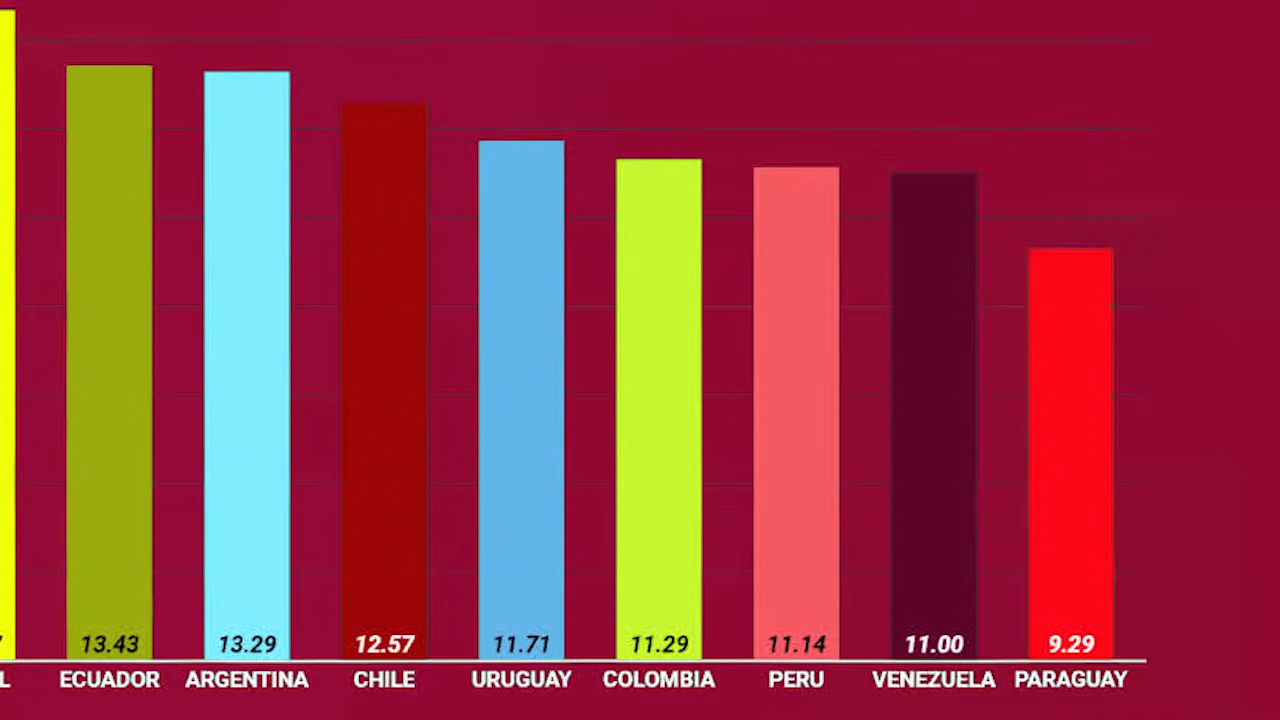 13.43 13.29 12.57 11.71 11.29 11.14 11.00 9.29
ECUADOR ARGENTINA CHILE URUGUAY COLOMBIA PERU VENEZUELA PARAGUAY